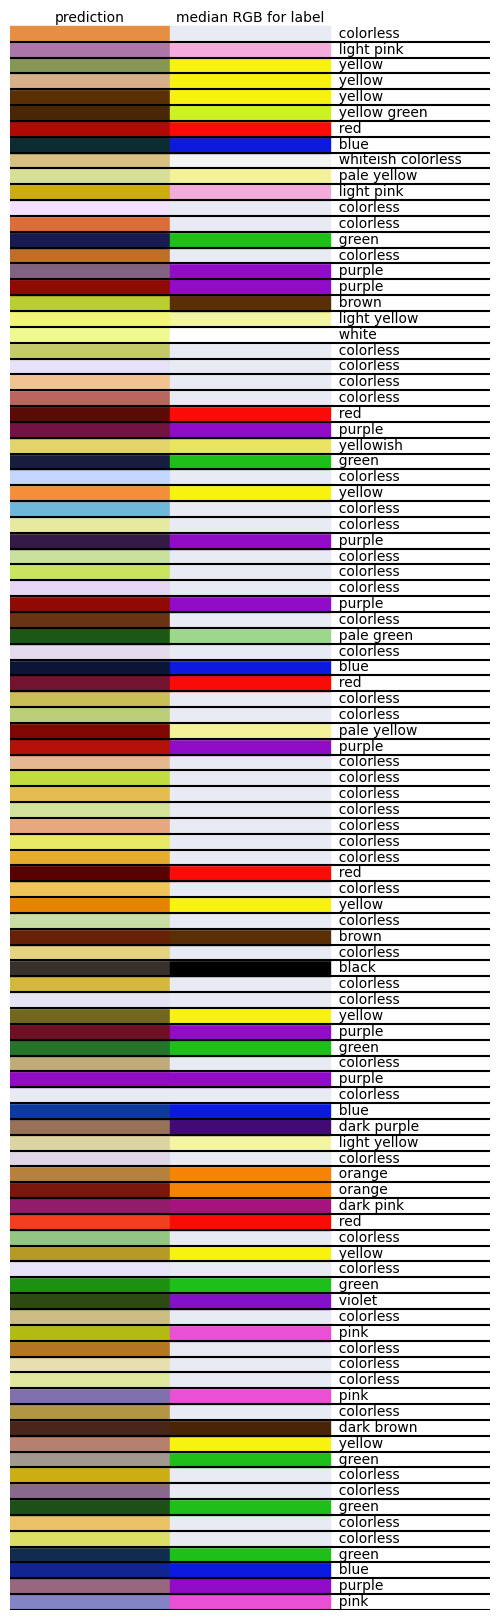 prediction median RGB for label
colorless
light pink
yellow
yellow
yellow
yellow green
red
blue
whiteish colorless
pale yellow
light pink
colorless
colorless
green
colorless
purple
purple
brown
light yellow
white
colorless
colorless
colorless
colorless
red
purple
yellowish
green
colorless
yellow
colorless
colorless
purple
colorless
colorless
colorless
purple
colorless
pale green
colorless
blue
red
colorless
colorless
pale yellow
purple
colorless
colorless
colorless
colorless
colorless
colorless
colorless
red
colorless
yellow
colorless
brown
colorless
black
colorless
colorless
yellow
purple
green
colorless
purple
colorless
blue
dark purple
light yellow
colorless
orange
orange
dark pink
red
colorless
yellow
colorless
green
violet
colorless
pink
colorless
colorless
colorless
pink
colorless
dark brown
yellow
green
colorless
colorless
green
colorless
colorless
green
blue
purple
pink